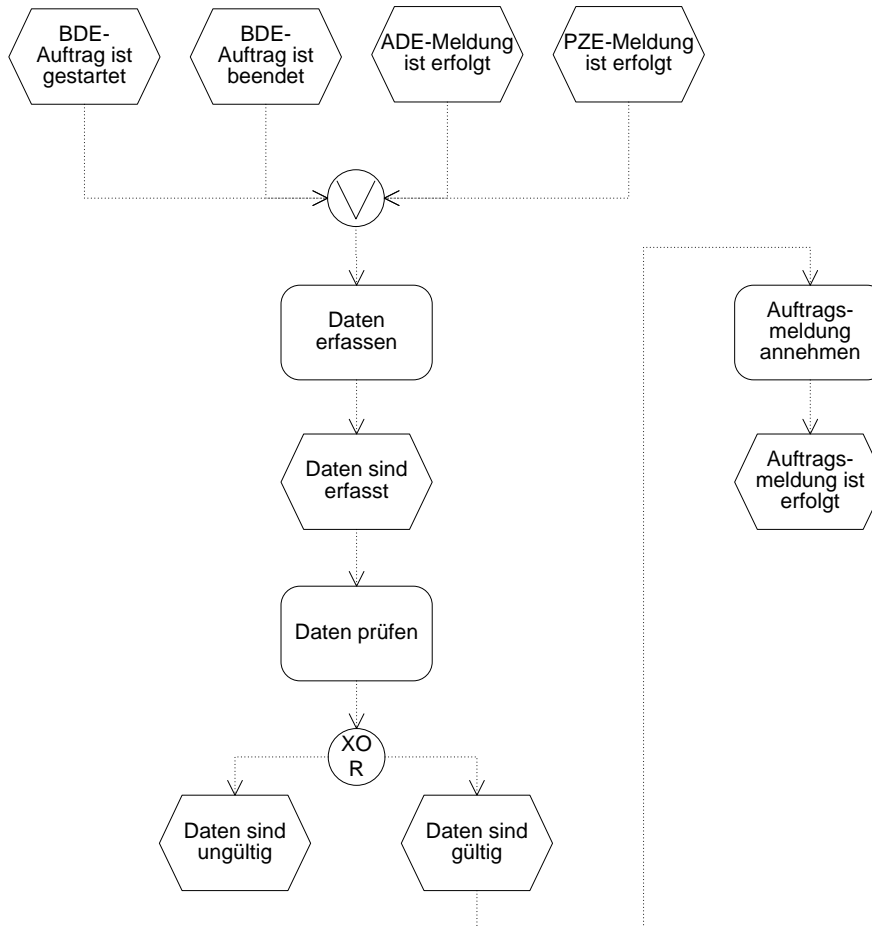 BDE-
Auftrag ist
gestartet
BDE-
Auftrag ist
beendet
ADE-Meldung
ist erfolgt
PZE-Meldung
ist erfolgt
Daten
erfassen
Auftrags-
meldung
annehmen
Daten sind
erfasst
Auftrags-
meldung ist
erfolgt
Daten prüfen
XO
R
Daten sind
ungültig
Daten sind
gültig